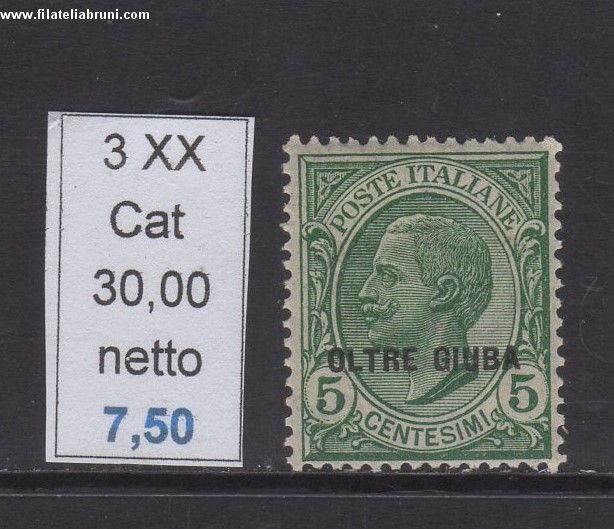 www.filateliabruni.com
3 XX
Cat
30,00
netto
7,50
POSTE ITALIANE
OLTRE GIUBA
5 CENTESIMI 5